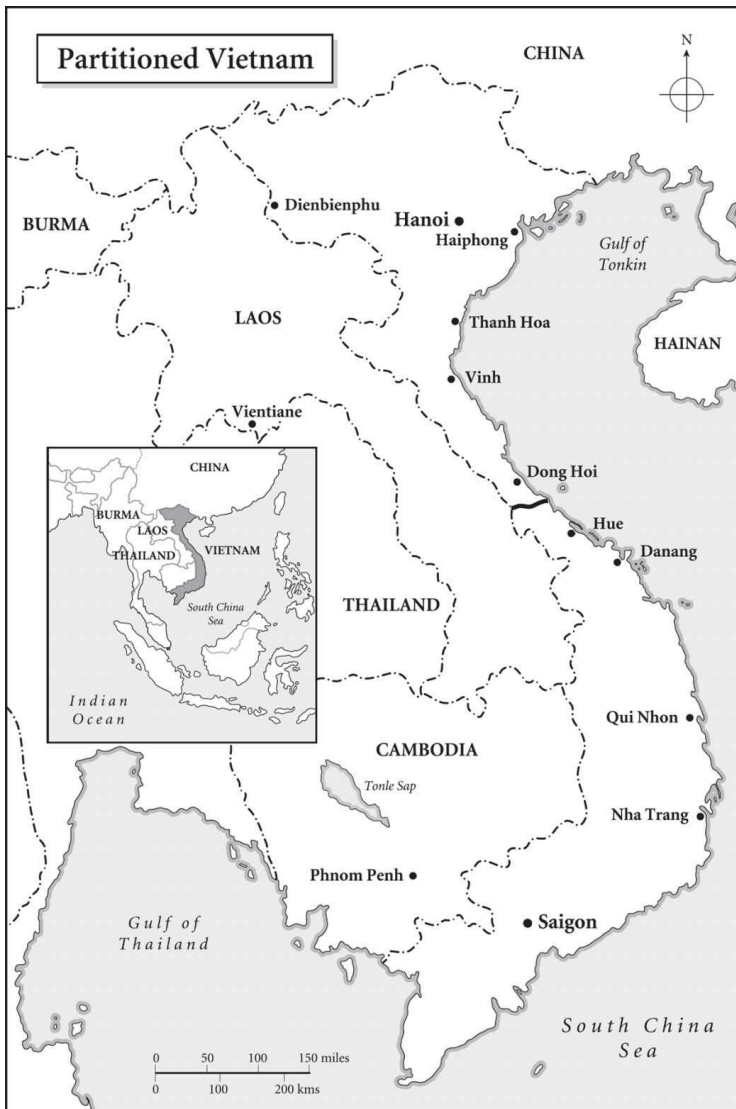 Partitioned Vietnam
CHINA
N
BURMA
Dienbienphu
Hanoi
Haiphong
Gulf of
Tonkin
LAOS
Thanh Hoa
HAINAN
Vinh
Vientiane
Dong Hoi
Hue
Danang
CHINA
BURMA
LAOS
THAILAND
VIETNAM
South China
Sea
Indian
Ocean
THAILAND
Qui Nhon
CAMBODIA
Tonle Sap
Nha Trang
Phnom Penh
Saigon
Gulf of
Thailand
South China
Sea
0 50 100 150 miles
0 100 200 kms